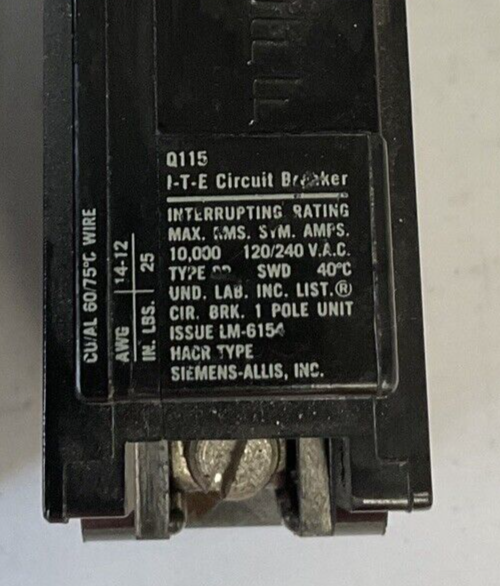 Q115
I-T-E Circuit Breaker
INTERRUPTING RATING
MAX. RMS. SYM. AMPS.
10,000 120/240 V.A.C.
TYPE SWD 40°C
UND. LAB. INC. LIST.®
CIR. BRK. 1 POLE UNIT
ISSUE LM-6154
HACR TYPE
SIEMENS-ALLIS, INC.
CU/AL 60/75°C WIRE
AWG 14-12
IN. LBS. 25